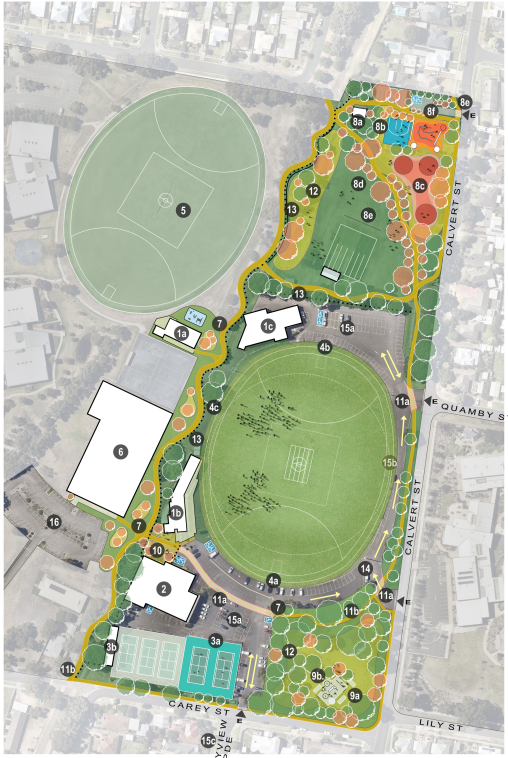 8e
8f
E
8a
8b
12
8d
8c
8e
5
13
CALVERT ST
13
7
1c
15a
1a
4b
4c
11a
E
QUAMBY ST
13
6
15b
1b
16
7
CALVERT ST
10
4a
14
2
11a
11a
7
11b
E
15a
3a
12
3b
9b.
11b
9a
CAREY ST
E
LILY ST
15c